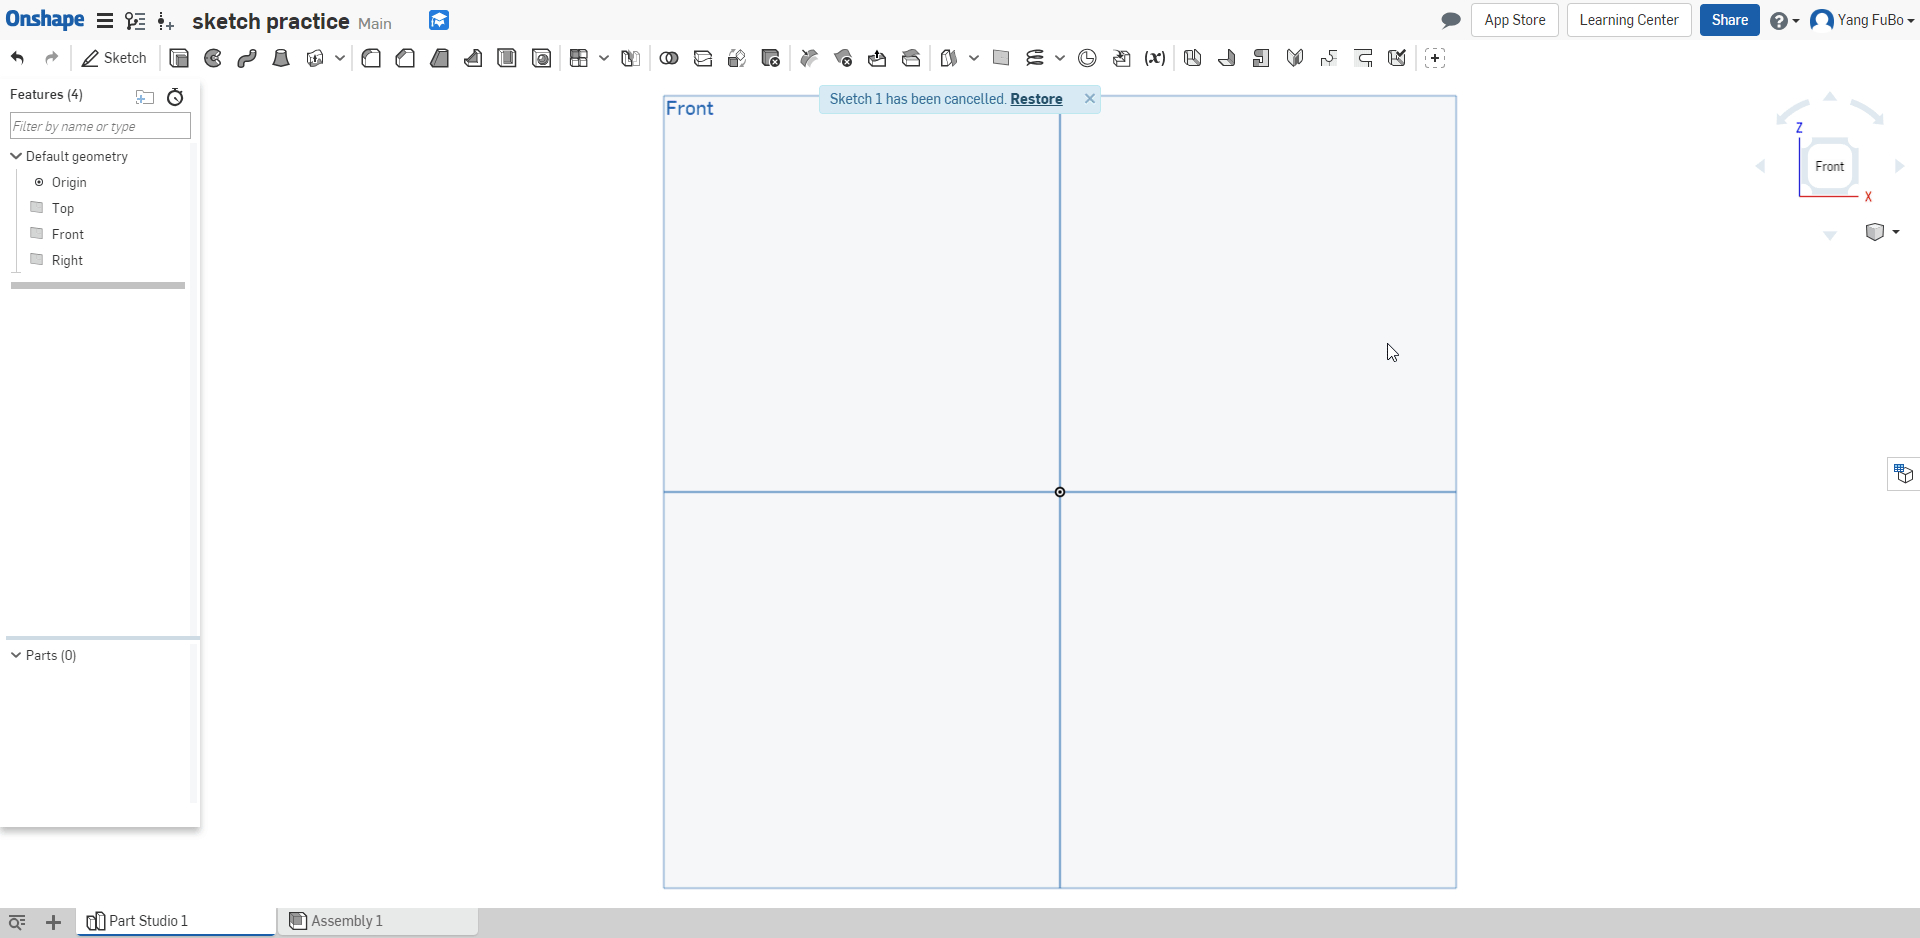 Onshape sketch practice Main App Store Learning Center Share Yang FuBo
Sketch (x)
Features (4)
Filter by name or type
Default geometry
Origin
Top
Front
Right
Parts (0)
Front
Sketch 1 has been cancelled. Restore
Z
Front
X
Part Studio 1 Assembly 1